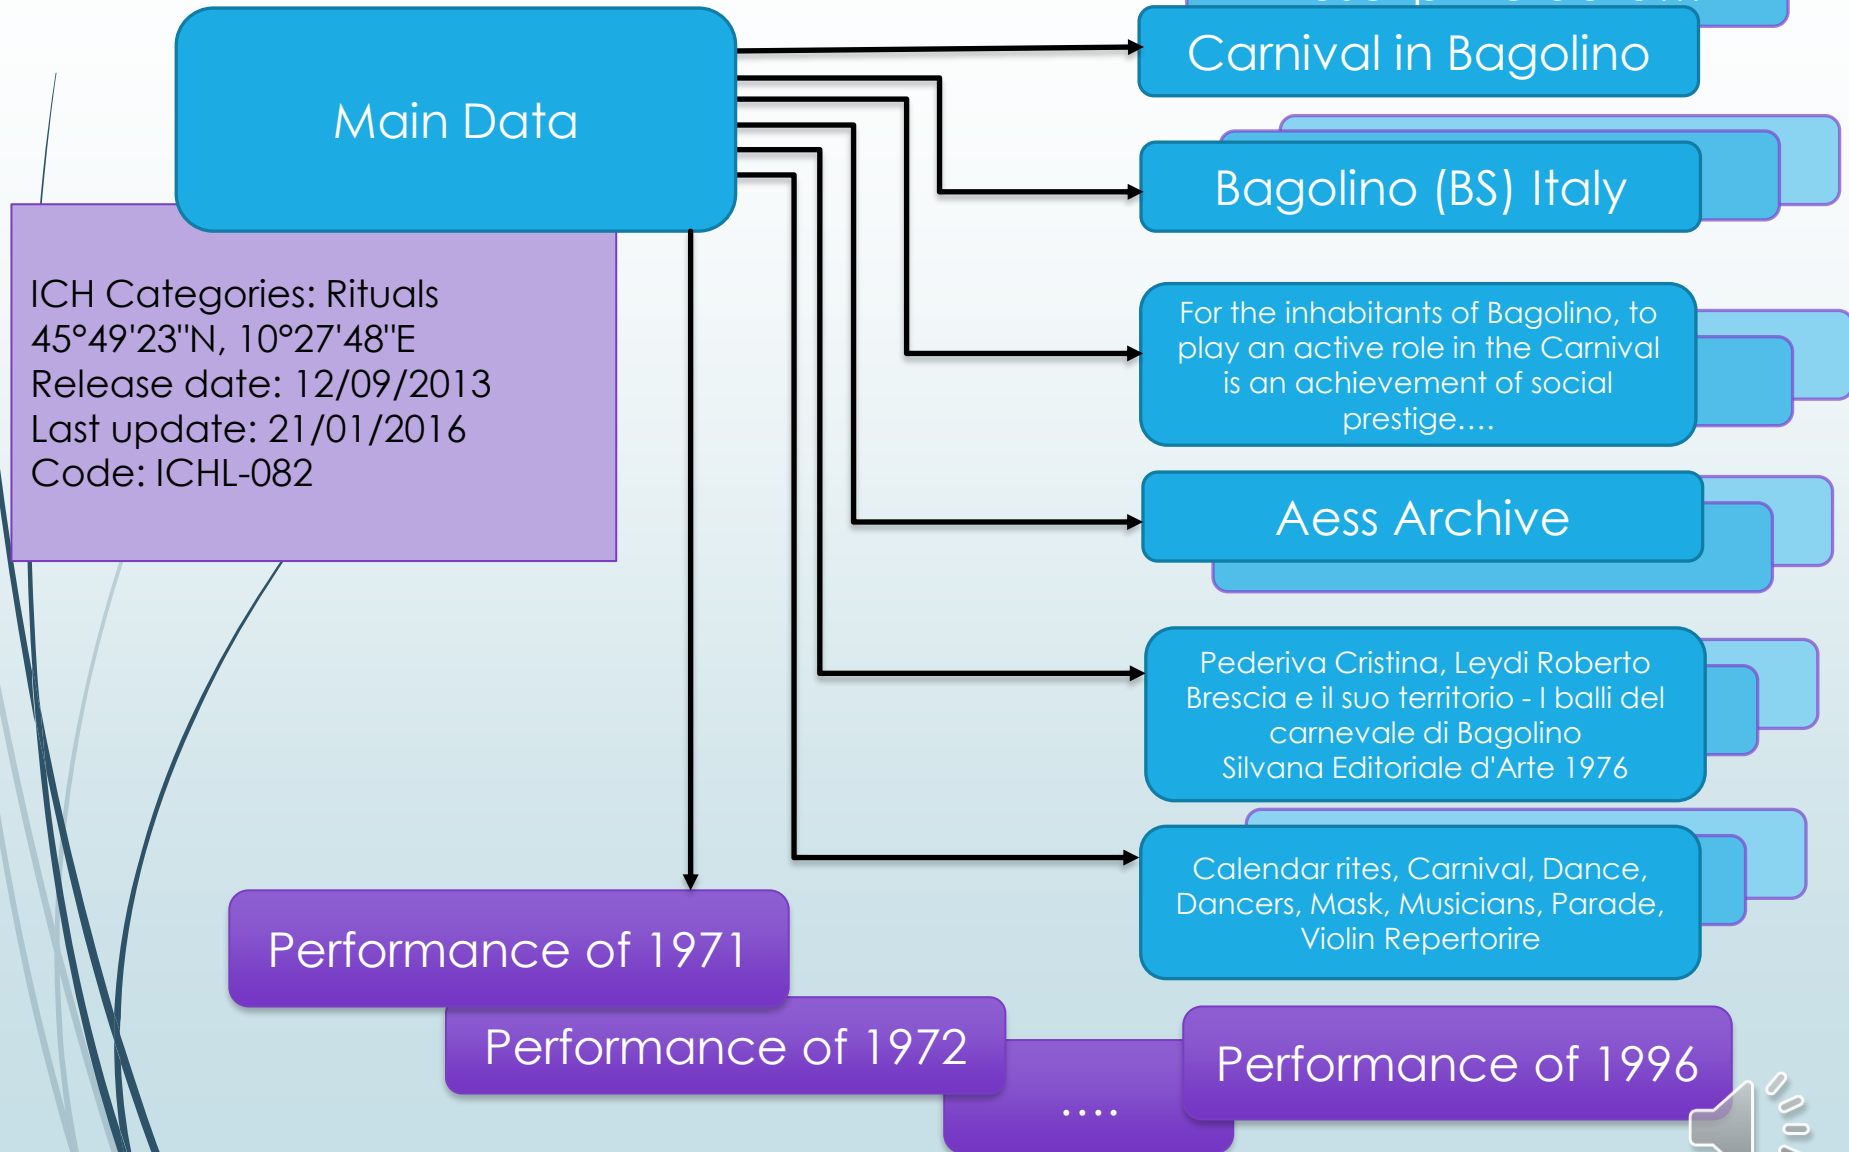 Carnival in Bagolino
Main Data
Bagolino (BS) Italy
ICH Categories: Rituals
45°49'23"N, 10°27'48"E
Release date: 12/09/2013
Last update: 21/01/2016
Code: ICHL-082
For the inhabitants of Bagolino, to
play an active role in the Carnival
is an achievement of social
prestige....
Aess Archive
Pederiva Cristina, Leydi Roberto
Brescia e il suo territorio - I balli del
carnevale di Bagolino
Silvana Editoriale d'Arte 1976
Calendar rites, Carnival, Dance,
Dancers, Mask, Musicians, Parade,
Violin Repertorire
Performance of 1971
Performance of 1972
....
Performance of 1996